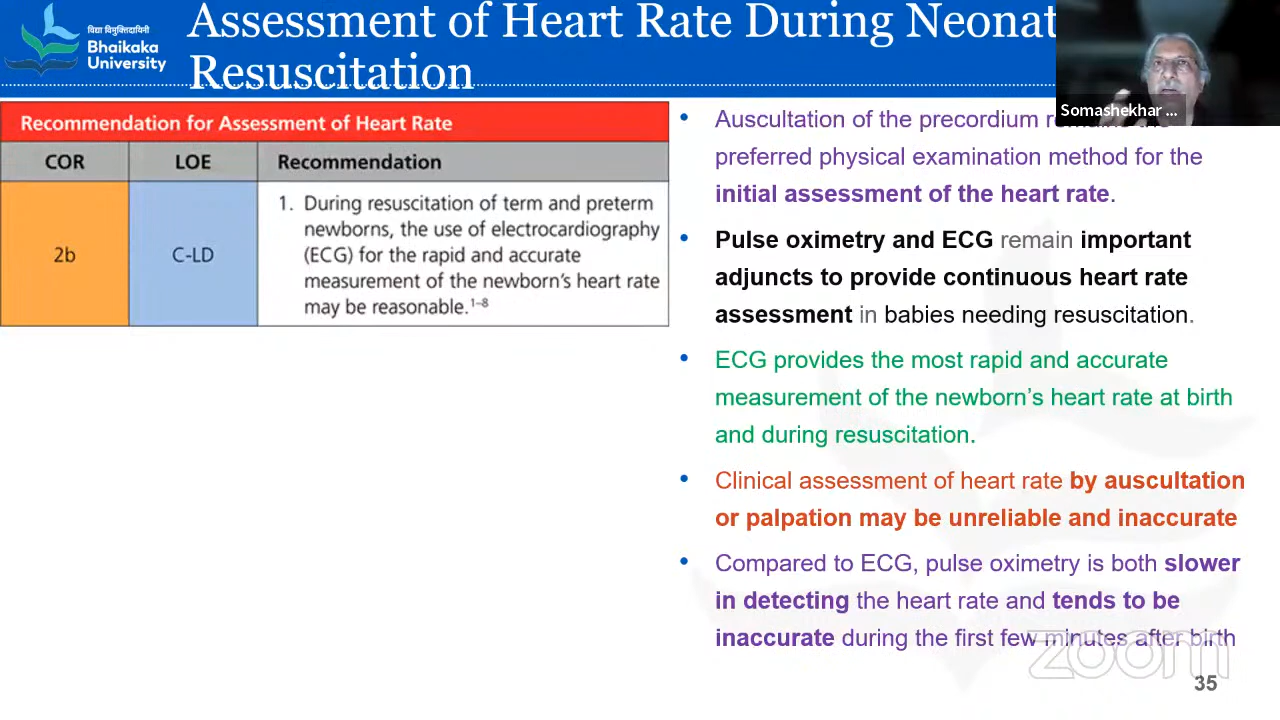 Assessment of Heart Rate During Neonat
Resuscitation
विद्या विमुक्तिदायिनी
Bhaikaka
University
Somashekhar ...
Recommendation for Assessment of Heart Rate
COR LOE Recommendation
2b C-LD
1. During resuscitation of term and preterm
newborns, the use of electrocardiography
(ECG) for the rapid and accurate
measurement of the newborn's heart rate
may be reasonable.1–8
• Auscultation of the precordium
preferred physical examination method for the
initial assessment of the heart rate.
• Pulse oximetry and ECG remain important
adjuncts to provide continuous heart rate
assessment in babies needing resuscitation.
• ECG provides the most rapid and accurate
measurement of the newborn's heart rate at birth
and during resuscitation.
• Clinical assessment of heart rate by auscultation
or palpation may be unreliable and inaccurate
• Compared to ECG, pulse oximetry is both slower
in detecting the heart rate and tends to be
inaccurate during the first few minutes after birth
zoom
35